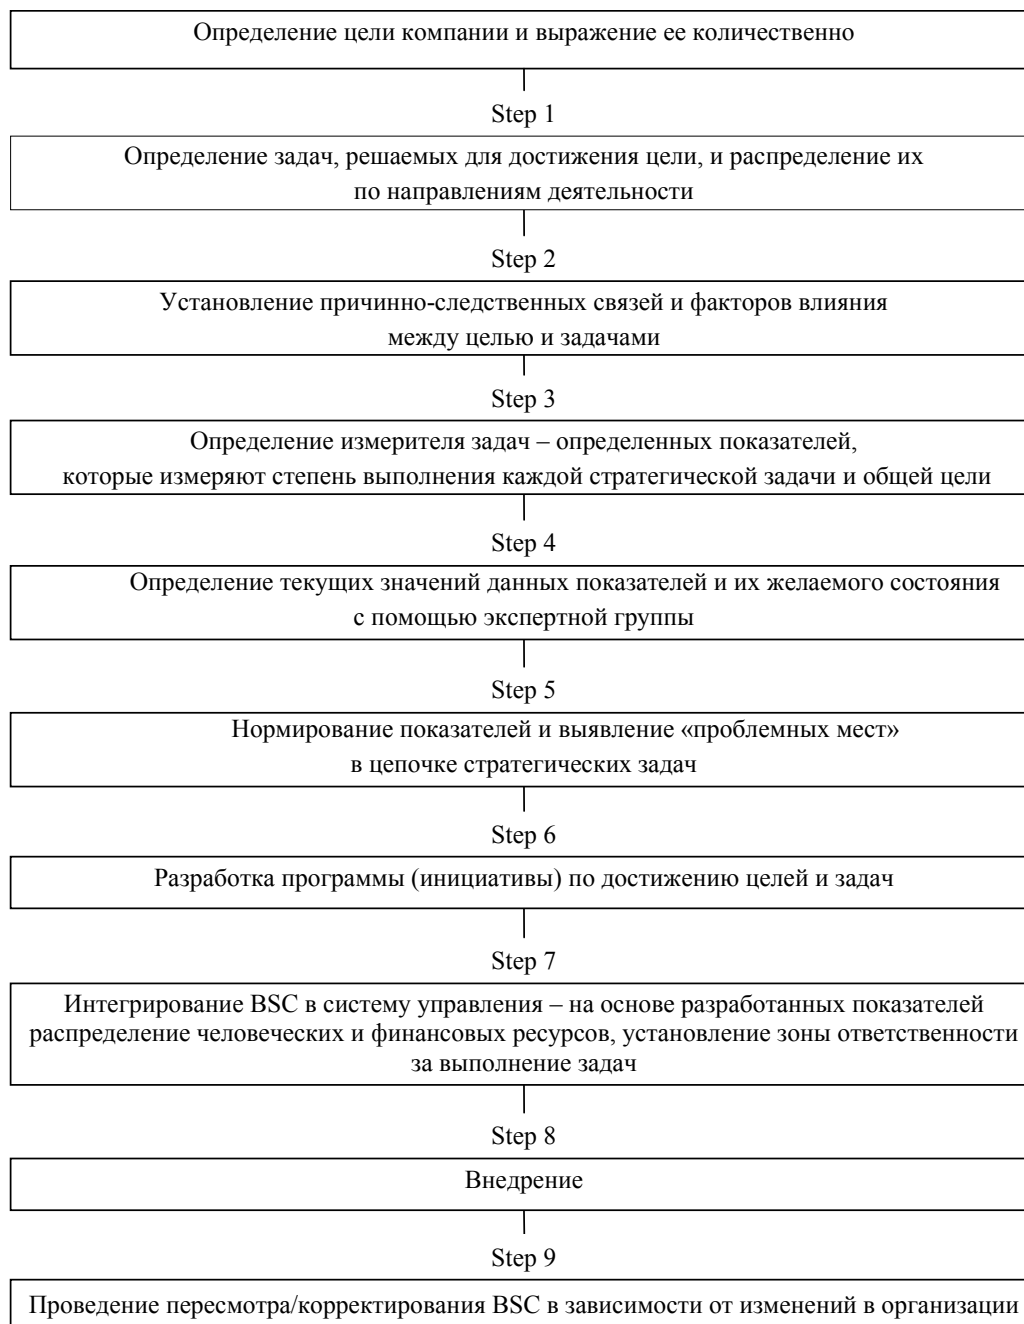 Определение цели компании и выражение ее количественно
Step 1
Определение задач, решаемых для достижения цели, и распределение их
по направлениям деятельности
Step 2
Установление причинно-следственных связей и факторов влияния
между целью и задачами
Step 3
Определение измерителя задач – определенных показателей,
которые измеряют степень выполнения каждой стратегической задачи и общей цели
Step 4
Определение текущих значений данных показателей и их желаемого состояния
с помощью экспертной группы
Step 5
Нормирование показателей и выявление «проблемных мест»
в цепочке стратегических задач
Step 6
Разработка программы (инициативы) по достижению целей и задач
Step 7
Интегрирование BSC в систему управления – на основе разработанных показателей
распределение человеческих и финансовых ресурсов, установление зоны ответственности
за выполнение задач
Step 8
Внедрение
Step 9
Проведение пересмотра/корректирования BSC в зависимости от изменений в организации